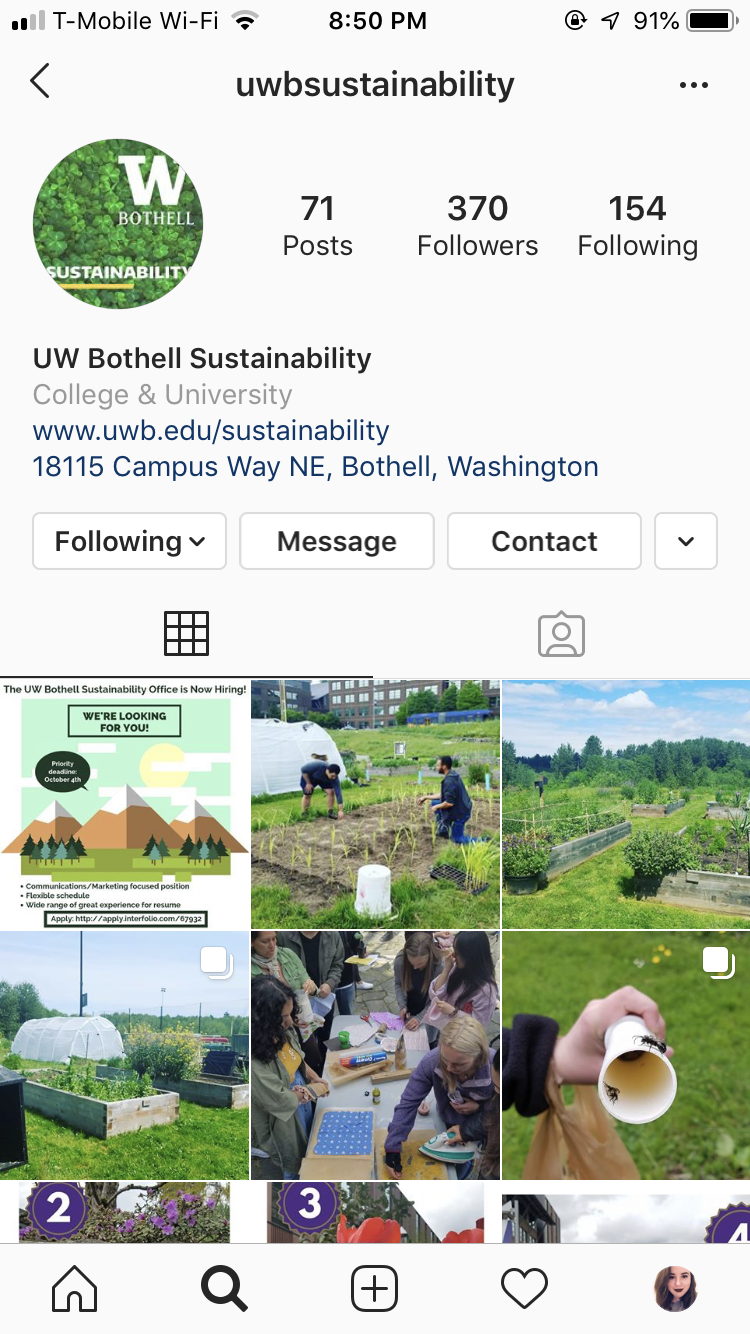 T-Mobile Wi-Fi 8:50 PM 91%
uwbsustainability
W
BOTHELL
SUSTAINABILITY
71 370 154
Posts Followers Following
UW Bothell Sustainability
College & University
www.uwb.edu/sustainability
18115 Campus Way NE, Bothell, Washington
Following Message Contact
The UW Bothell Sustainability Office is Now Hiring!
WE'RE LOOKING
FOR YOU!
Priority
deadline:
October 4th
• Communications/Marketing focused position
• Flexible schedule
• Wide range of great experience for resume
Apply: http://apply.interfolio.com/67932
2 3 4